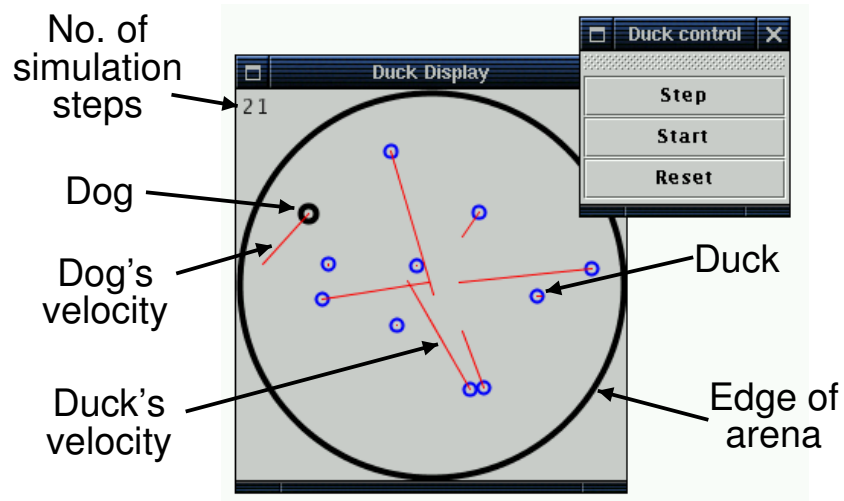 No. of
simulation
steps
Duck control
Duck Display
Step
21
Start
Reset
Dog
Dog's
velocity
Duck
Duck's
velocity
Edge of
arena